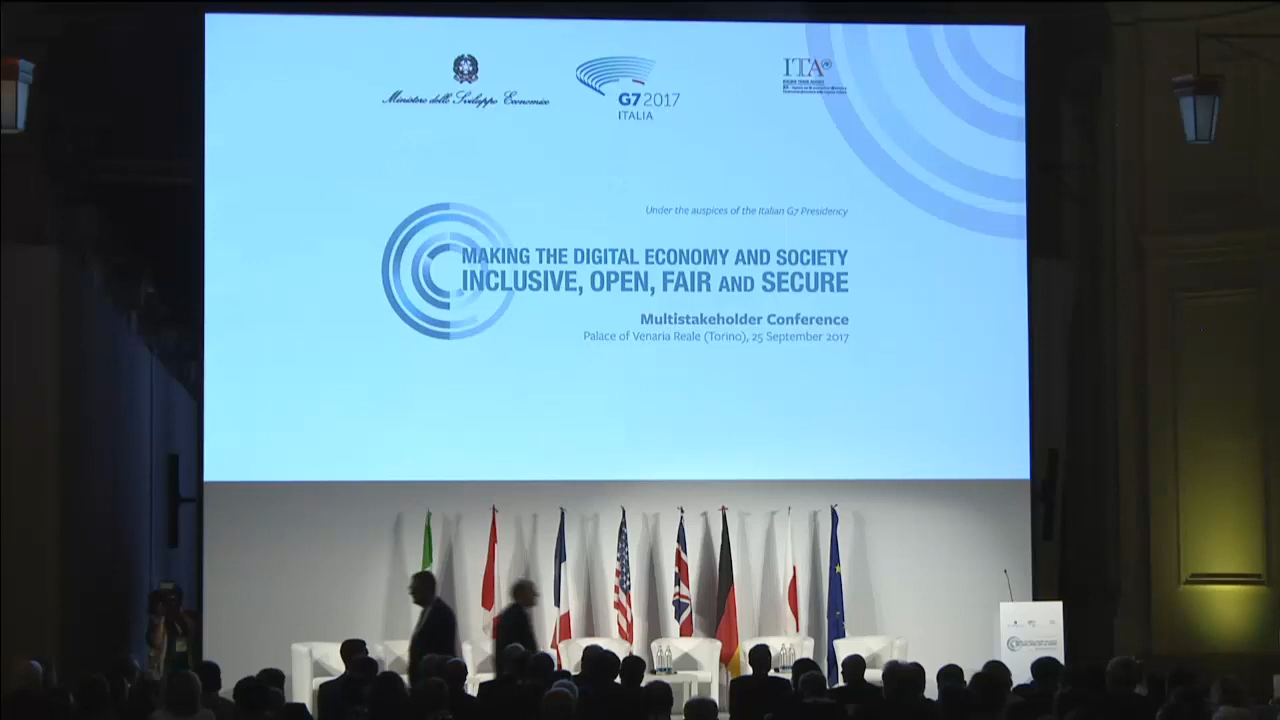 Ministero dello Sviluppo Economico
G7 2017
ITALIA
ITA
Under the auspices of the Italian G7 Presidency
MAKING THE DIGITAL ECONOMY AND SOCIETY
INCLUSIVE, OPEN, FAIR AND SECURE
Multistakeholder Conference
Palace of Venaria Reale (Torino), 25 September 2017